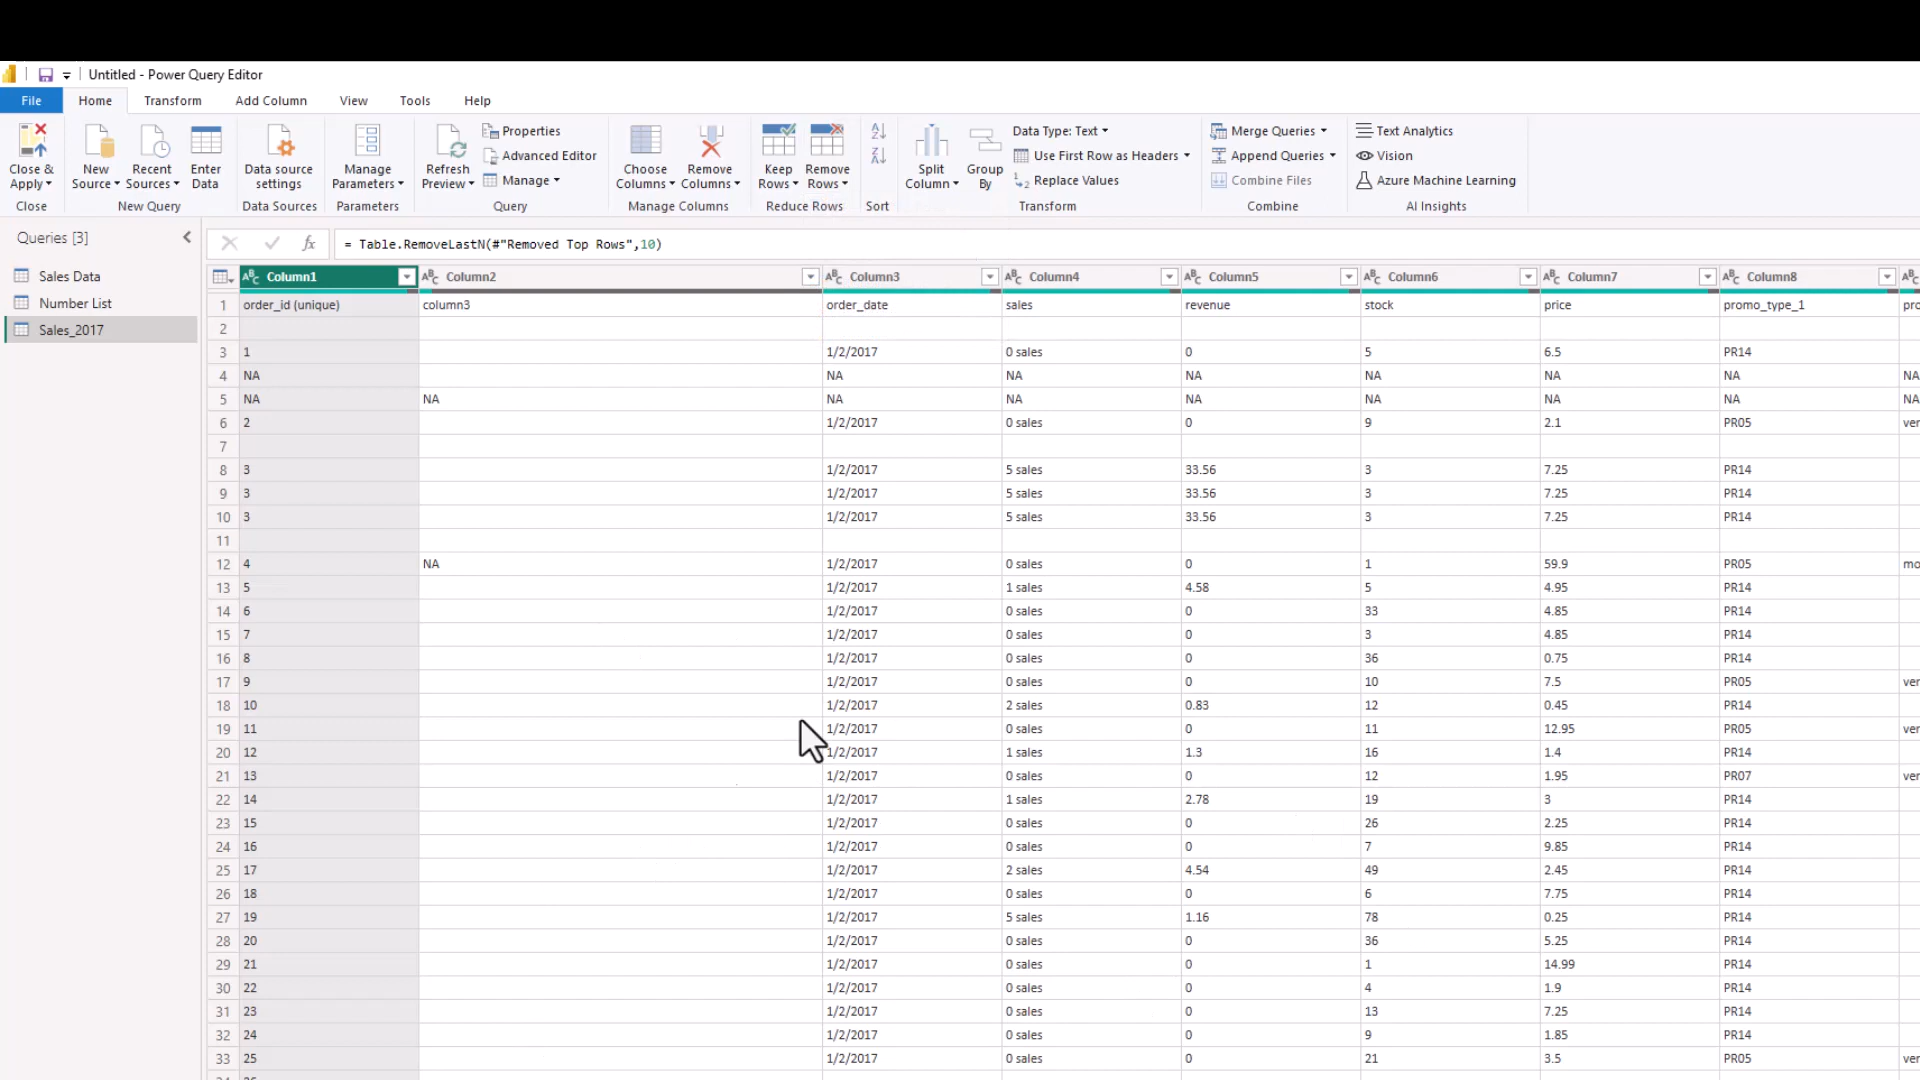 Untitled - Power Query Editor
File Home Transform Add Column View Tools Help
Close & Apply New Source Recent Sources Enter Data Data source settings Manage Parameters Refresh Preview Properties Advanced Editor Manage Choose Columns Remove Columns Keep Rows Remove Rows Split Column Group By Data Type: Text Use First Row as Headers Replace Values Merge Queries Append Queries Combine Files Text Analytics Vision Azure Machine Learning
Close New Query Data Sources Parameters Query Manage Columns Reduce Rows Sort Transform Combine AI Insights
Queries [3]
Sales Data
Number List
Sales_2017
fx = Table.RemoveLastN(#"Removed Top Rows",10)
Column1 Column2 Column3 Column4 Column5 Column6 Column7 Column8
1 order_id (unique) column3 order_date sales revenue stock price promo_type_1 pro
2
3 1 1/2/2017 0 sales 0 5 6.5 PR14
4 NA NA NA NA NA NA NA NA
5 NA NA NA NA NA NA NA NA NA
6 2 1/2/2017 0 sales 0 9 2.1 PR05 ver
7
8 3 1/2/2017 5 sales 33.56 3 7.25 PR14
9 3 1/2/2017 5 sales 33.56 3 7.25 PR14
10 3 1/2/2017 5 sales 33.56 3 7.25 PR14
11
12 4 NA 1/2/2017 0 sales 0 1 59.9 PR05 mo
13 5 1/2/2017 1 sales 4.58 5 4.95 PR14
14 6 1/2/2017 0 sales 0 33 4.85 PR14
15 7 1/2/2017 0 sales 0 3 4.85 PR14
16 8 1/2/2017 0 sales 0 36 0.75 PR14
17 9 1/2/2017 0 sales 0 10 7.5 PR05 ver
18 10 1/2/2017 2 sales 0.83 12 0.45 PR14
19 11 1/2/2017 0 sales 0 11 12.95 PR05 ver
20 12 1/2/2017 1 sales 1.3 16 1.4 PR14
21 13 1/2/2017 0 sales 0 12 1.95 PR07 ver
22 14 1/2/2017 1 sales 2.78 19 3 PR14
23 15 1/2/2017 0 sales 0 26 2.25 PR14
24 16 1/2/2017 0 sales 0 7 9.85 PR14
25 17 1/2/2017 2 sales 4.54 49 2.45 PR14
26 18 1/2/2017 0 sales 0 6 7.75 PR14
27 19 1/2/2017 5 sales 1.16 78 0.25 PR14
28 20 1/2/2017 0 sales 0 36 5.25 PR14
29 21 1/2/2017 0 sales 0 1 14.99 PR14
30 22 1/2/2017 0 sales 0 4 1.9 PR14
31 23 1/2/2017 0 sales 0 13 7.25 PR14
32 24 1/2/2017 0 sales 0 9 1.85 PR14
33 25 1/2/2017 0 sales 0 21 3.5 PR05 ver